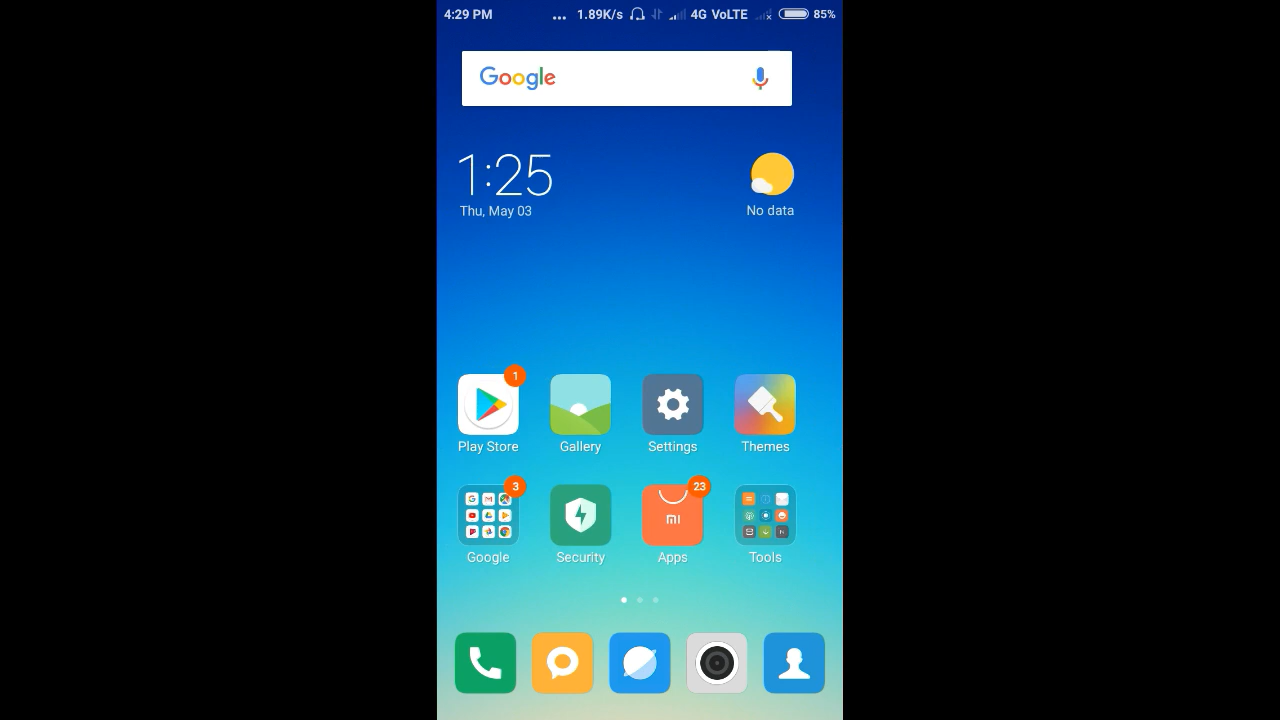 4:29 PM ... 1.89K/s 4G VoLTE 85%
Google
1:25
Thu, May 03
No data
1
Play Store Gallery Settings Themes
3 23
mi
Google Security Apps Tools